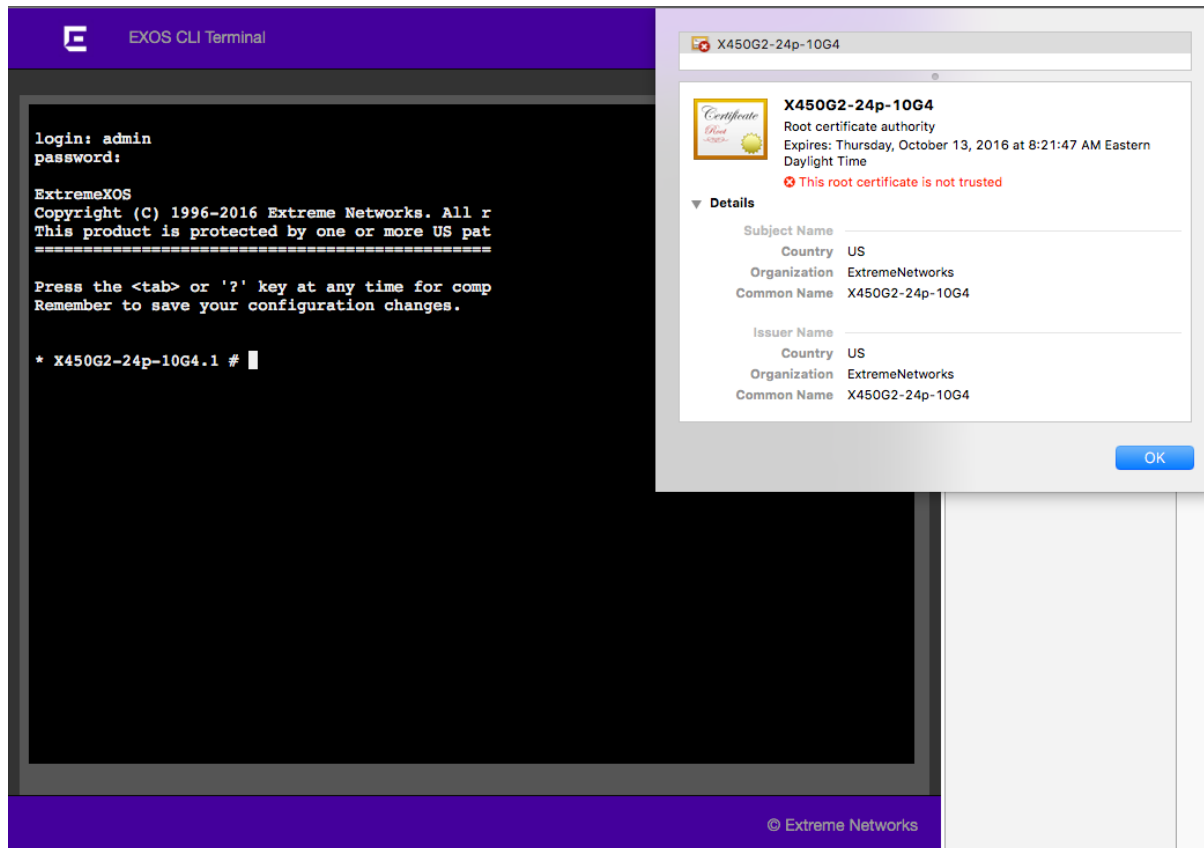 EXOS CLI Terminal
login: admin
password:
ExtremeXOS
Copyright (C) 1996-2016 Extreme Networks. All r
This product is protected by one or more US pat
================================================
Press the <tab> or '?' key at any time for comp
Remember to save your configuration changes.
* X450G2-24p-10G4.1 #
© Extreme Networks
X450G2-24p-10G4
Certificate
Root
X450G2-24p-10G4
Root certificate authority
Expires: Thursday, October 13, 2016 at 8:21:47 AM Eastern
Daylight Time
This root certificate is not trusted
Details
Subject Name
Country US
Organization ExtremeNetworks
Common Name X450G2-24p-10G4
Issuer Name
Country US
Organization ExtremeNetworks
Common Name X450G2-24p-10G4
OK